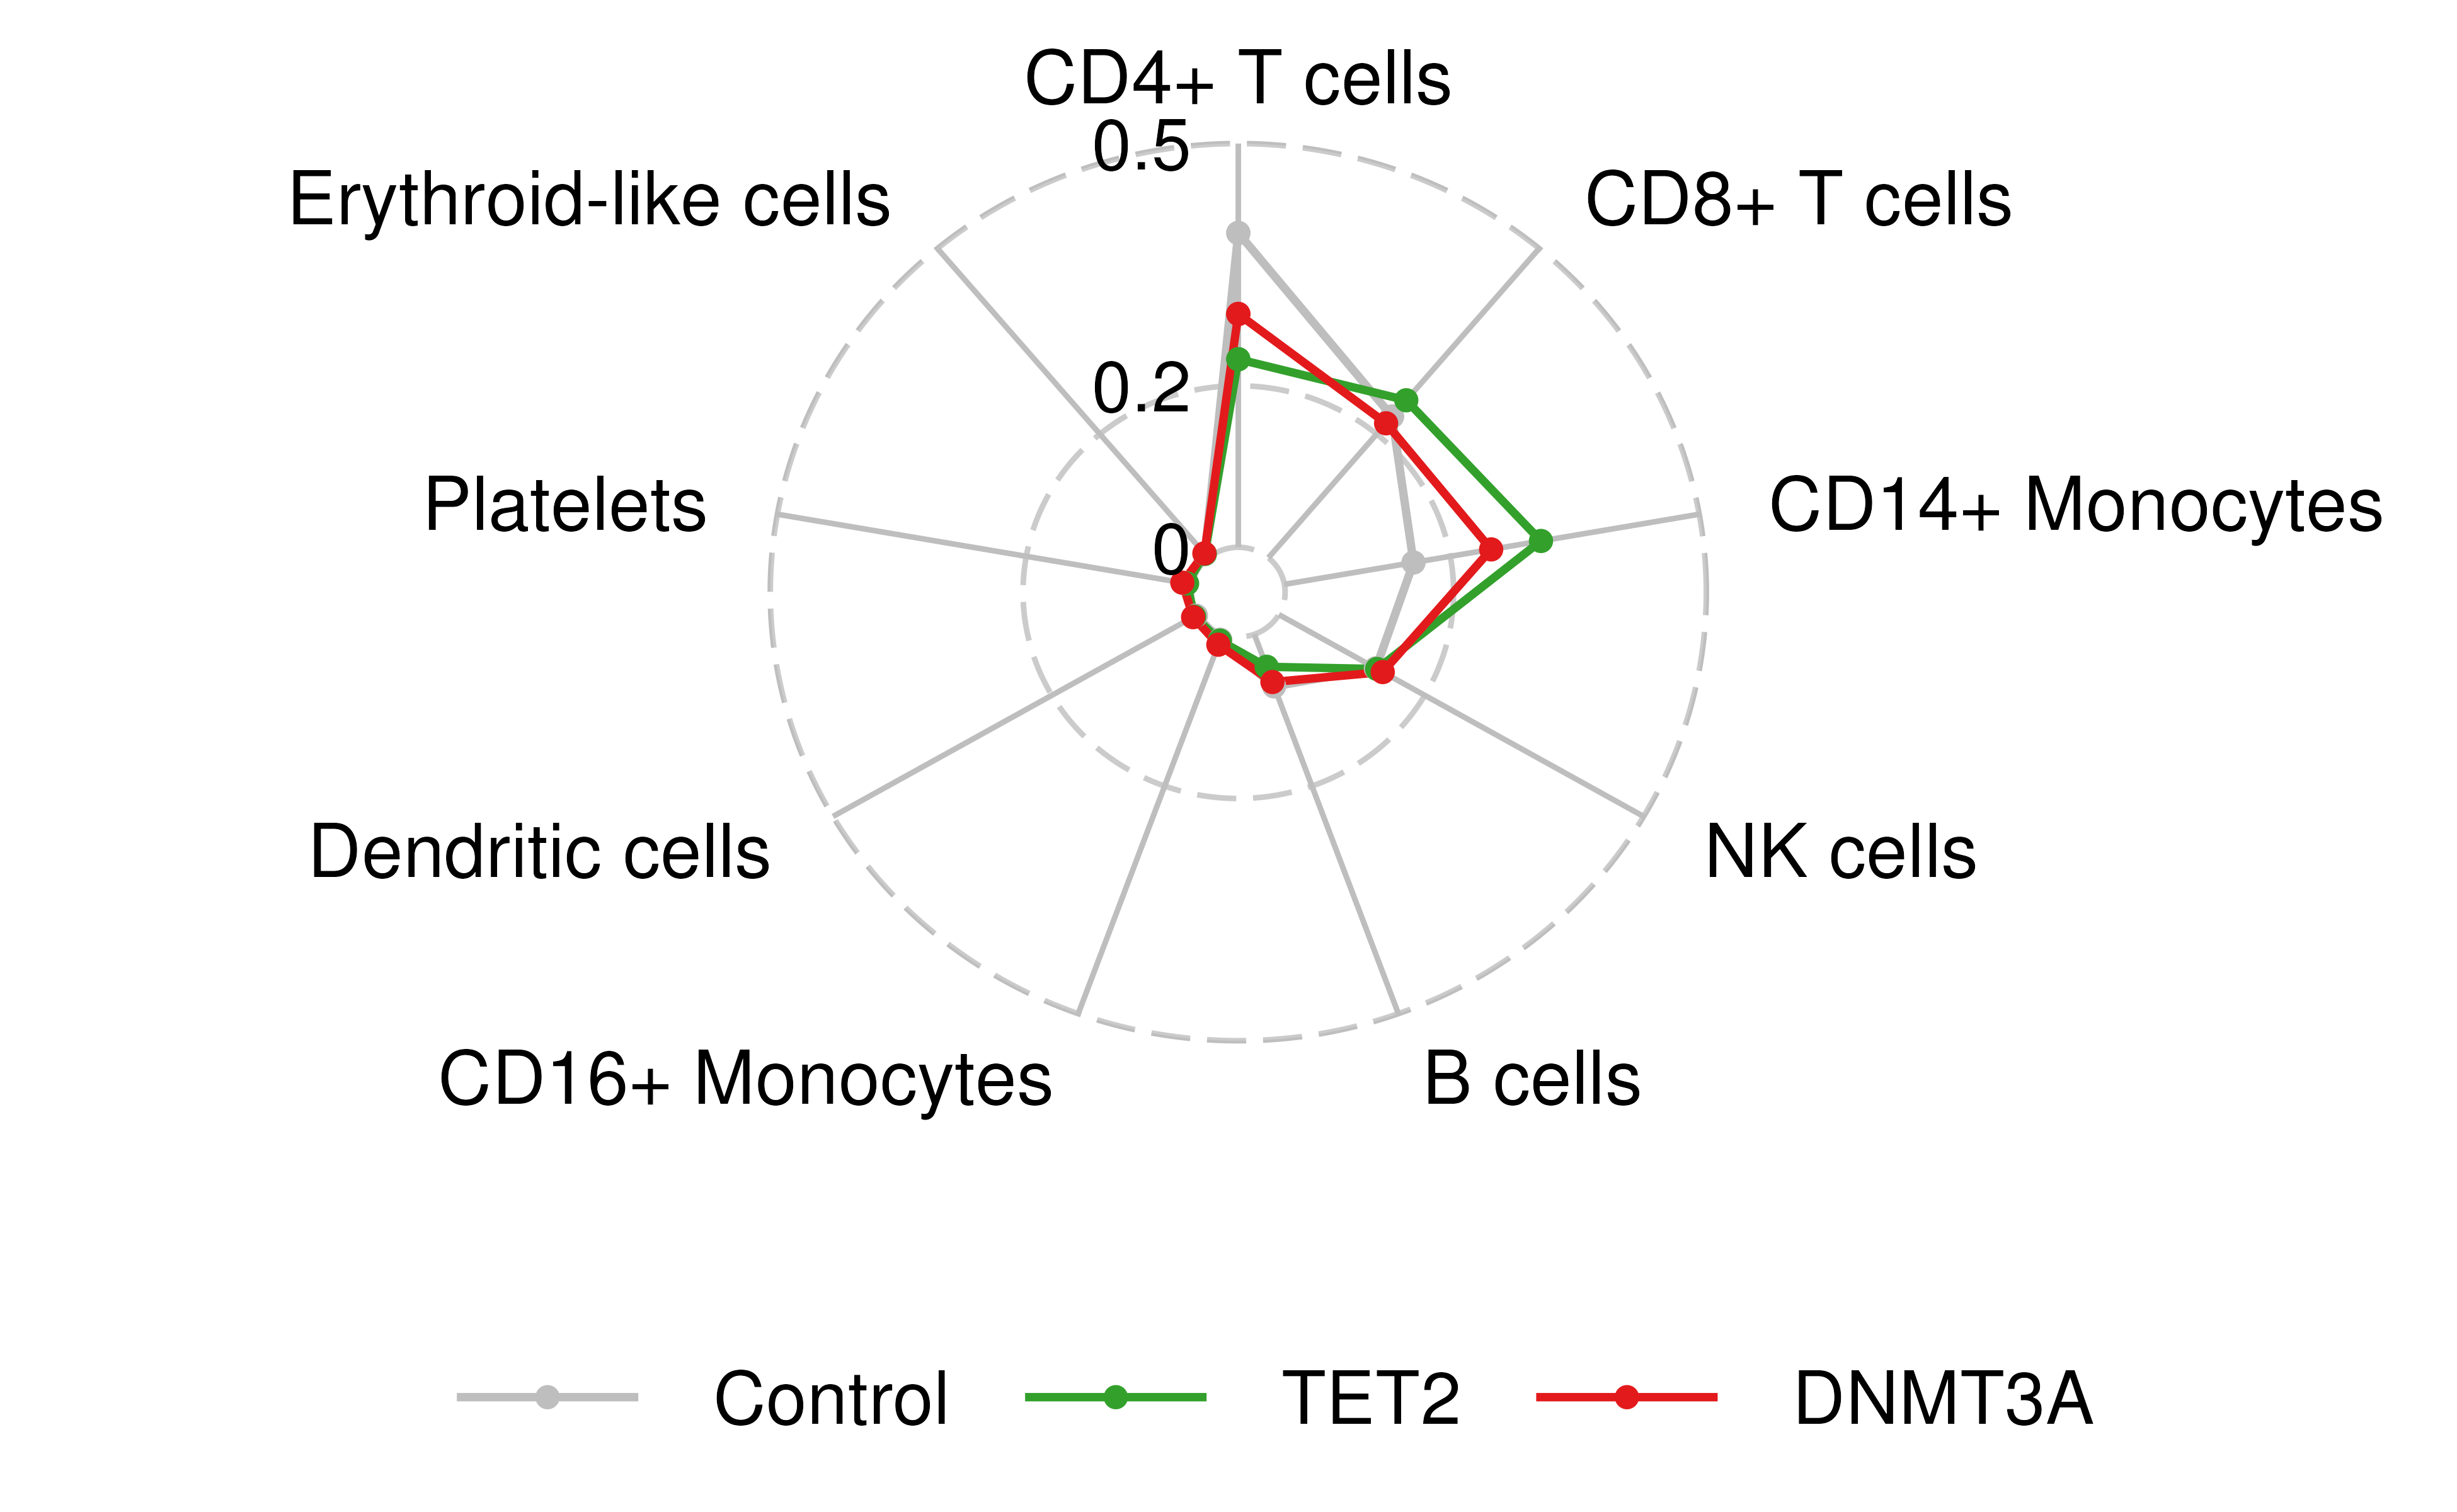 CD4+ T cells
0.5
Erythroid-like cells
CD8+ T cells
0.2
Platelets
CD14+ Monocytes
0
Dendritic cells
NK cells
CD16+ Monocytes
B cells
Control
TET2
DNMT3A